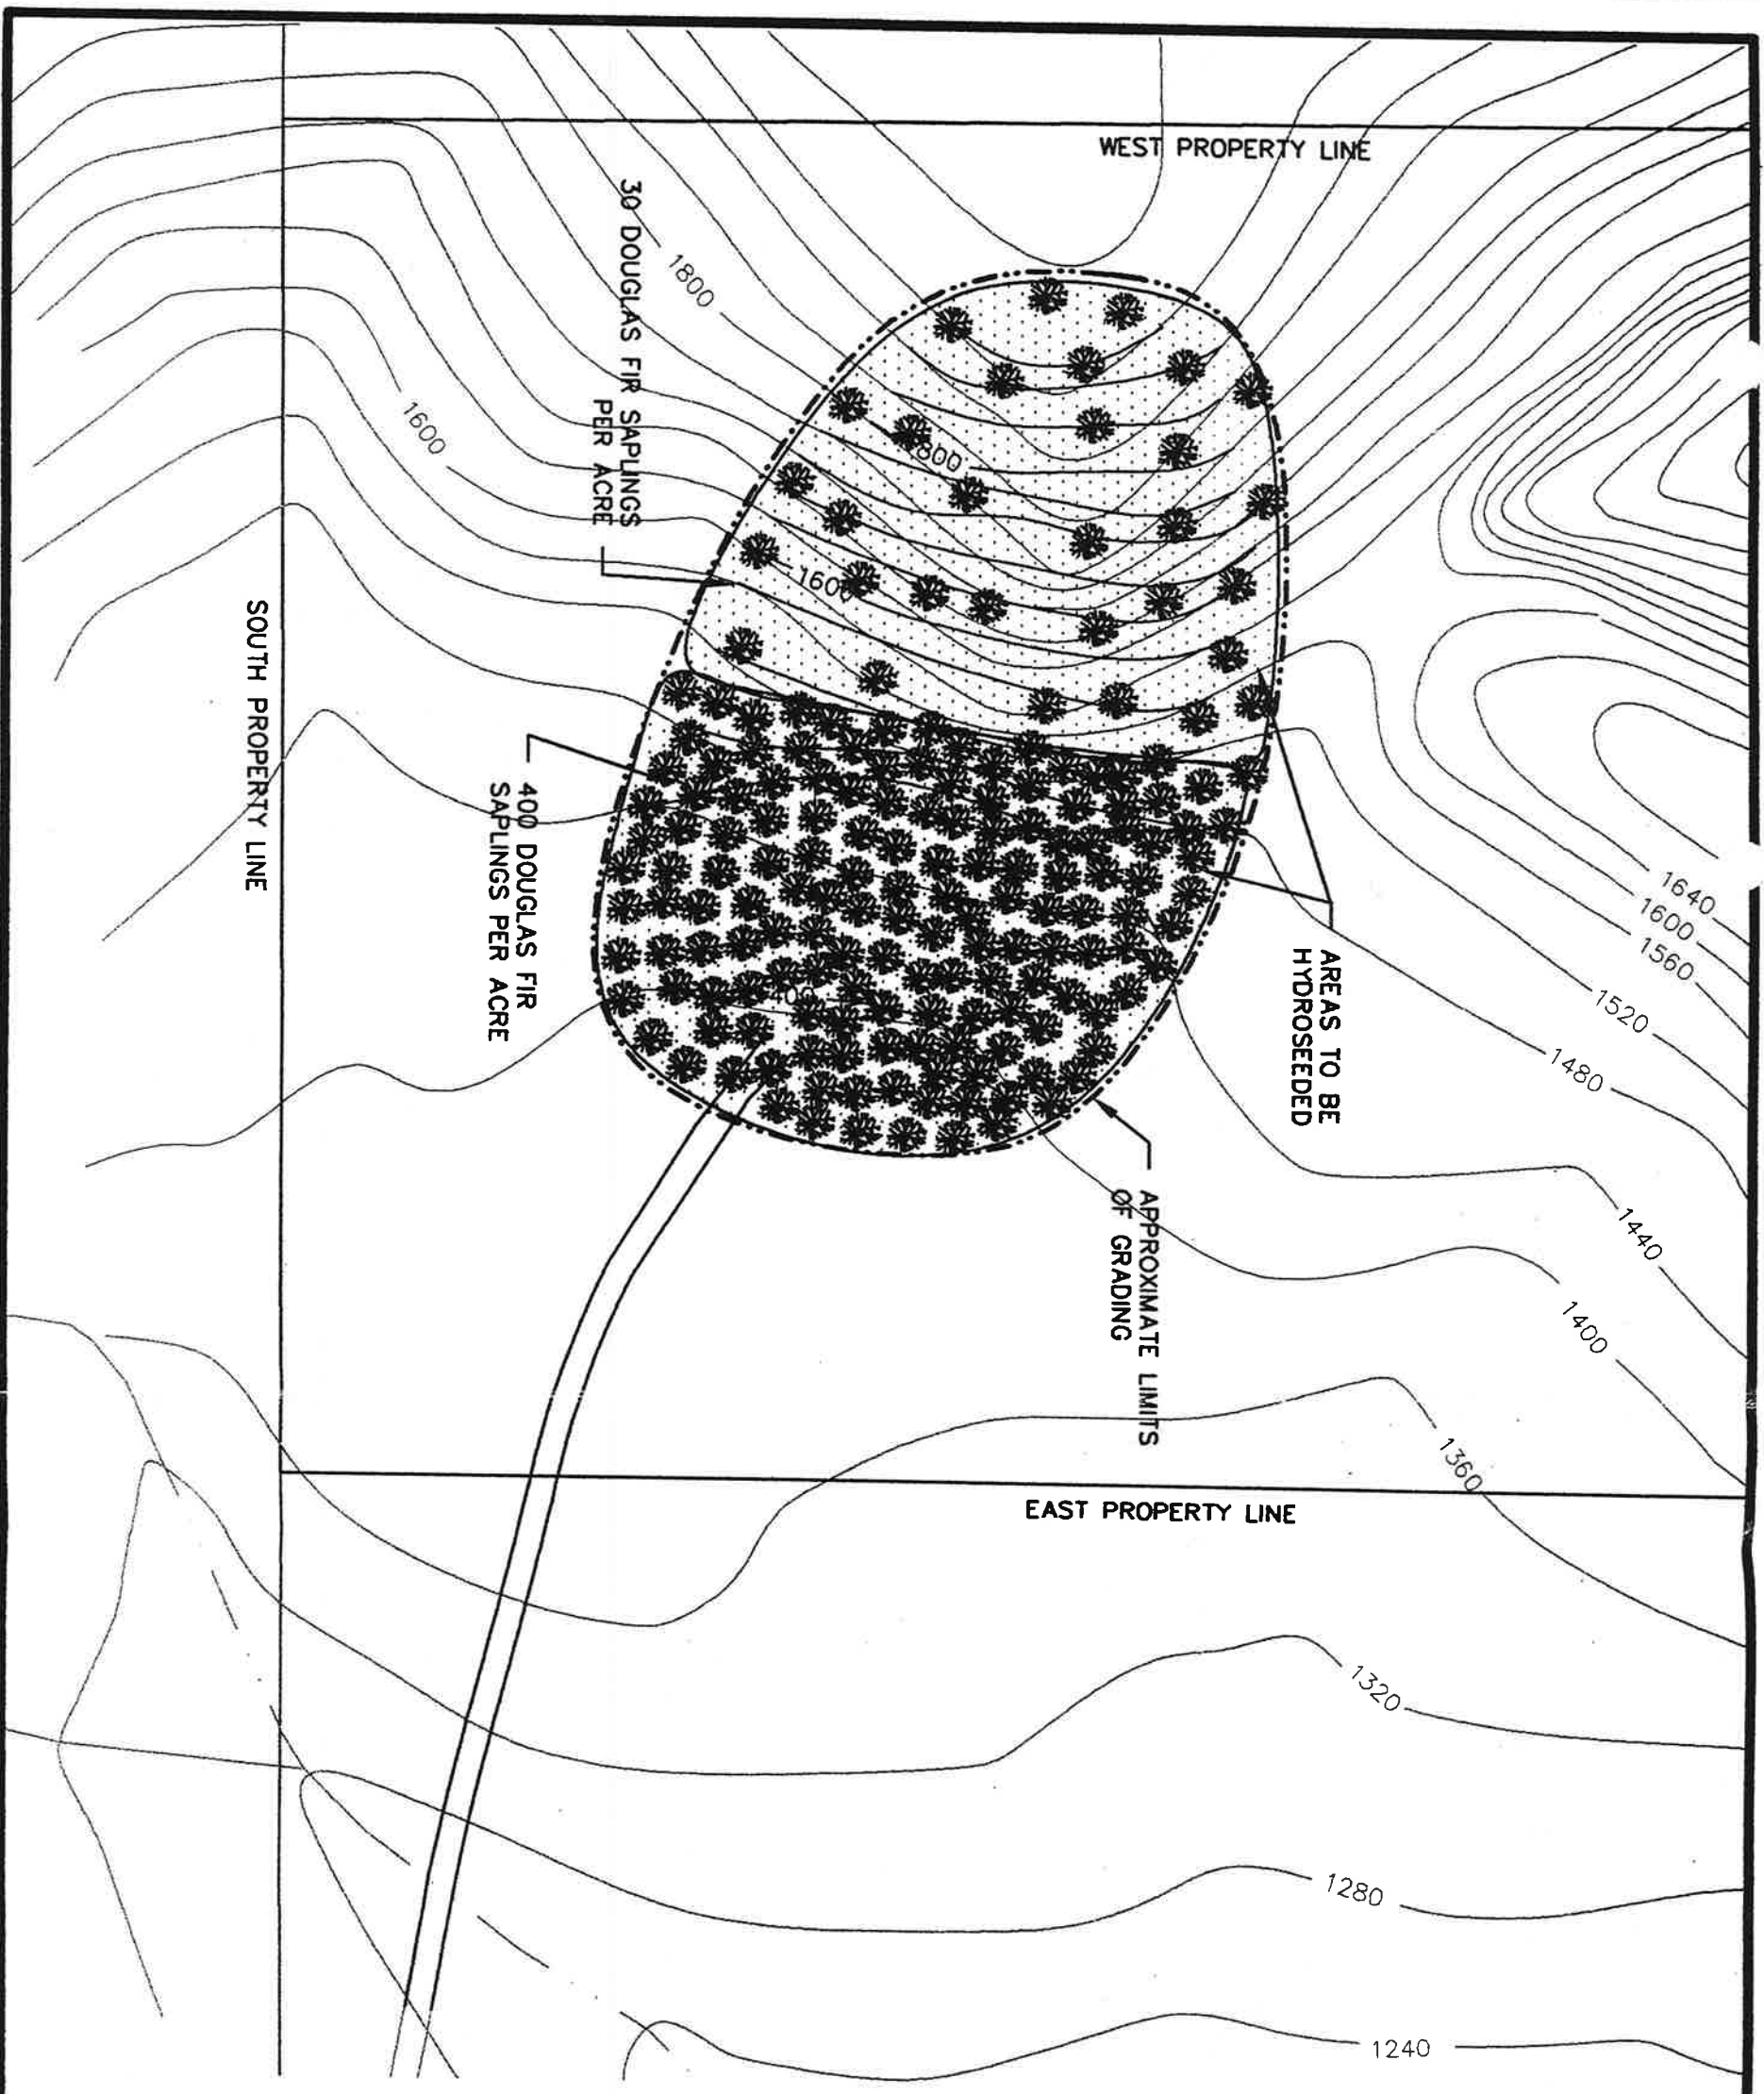 WEST PROPERTY LINE
30 DOUGLAS FIR SAPLINGS
PER ACRE
1800
1600
800
1600
SOUTH PROPERTY LINE
400 DOUGLAS FIR
SAPLINGS PER ACRE
AREAS TO BE
HYDROSEEDED
1640
1600
1560
1520
1480
1440
1400
APPROXIMATE LIMITS
OF GRADING
1360
EAST PROPERTY LINE
1320
1280
1240